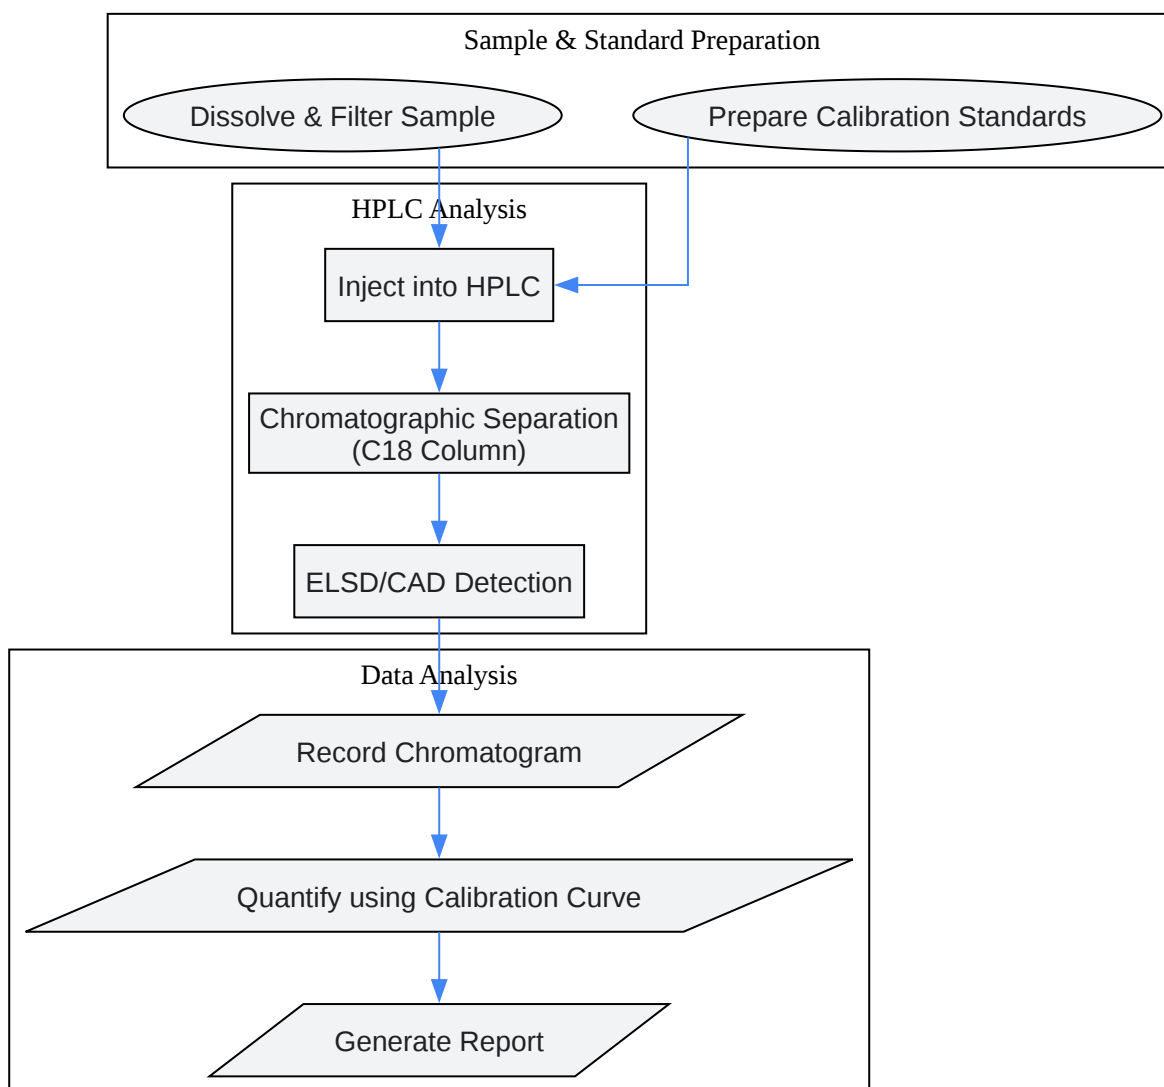 Sample & Standard Preparation
Dissolve & Filter Sample
Prepare Calibration Standards
HPLC Analysis
Inject into HPLC
Chromatographic Separation
(C18 Column)
ELSD/CAD Detection
Data Analysis
Record Chromatogram
Quantify using Calibration Curve
Generate Report